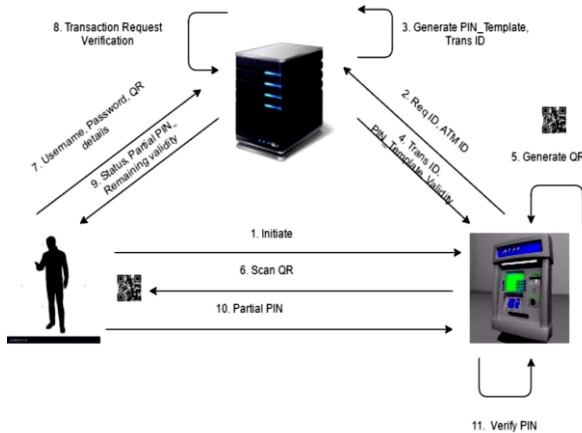 8. Transaction Request
Verification
3. Generate PIN_Template,
Trans ID
2. Req ID, ATM ID
4. Trans ID,
PIN_Template, Validity
7. Username, Password, QR
details
9. Status, Partial PIN_
Remaining validity
5. Generate QR
1. Initiate
6. Scan QR
10. Partial PIN
11. Verify PIN